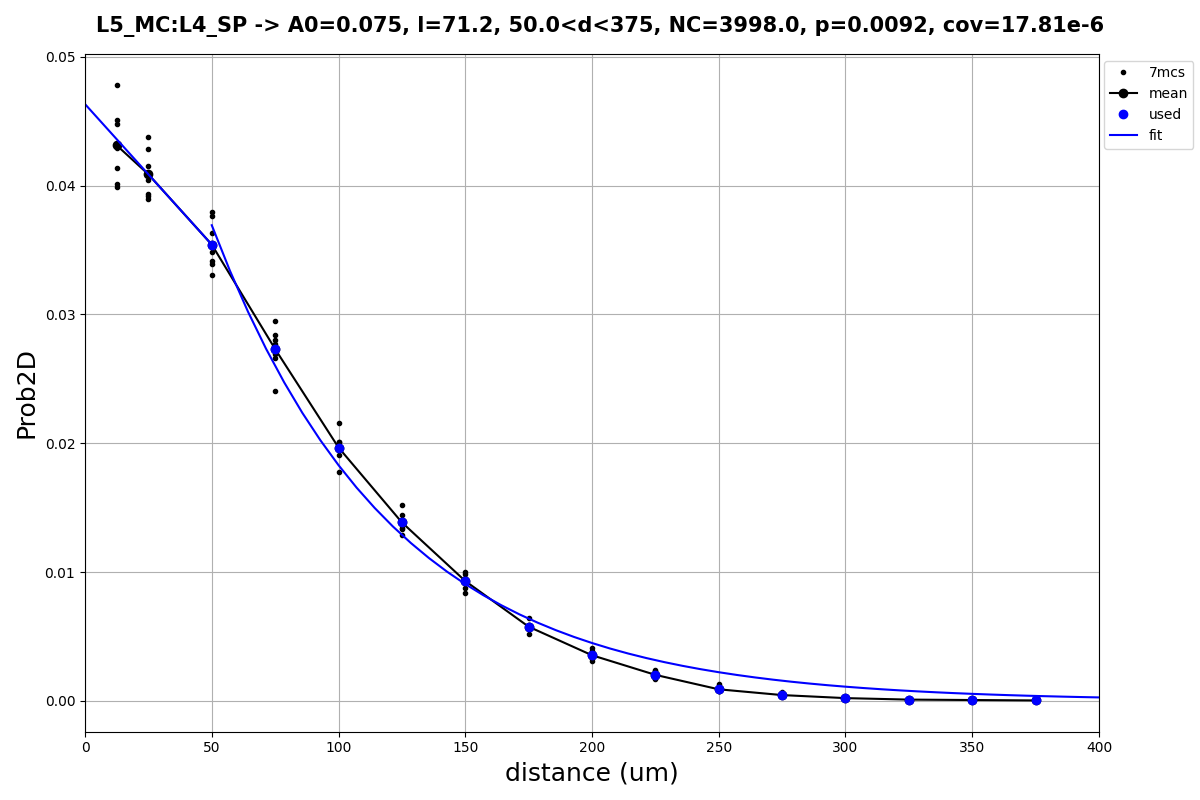 L5_MC:L4_SP -> A0=0.075, l=71.2, 50.0<d<375, NC=3998.0, p=0.0092, cov=17.81e-6
7mcs
mean
used
fit
Prob2D
0.05
0.04
0.03
0.02
0.01
0.00
0 50 100 150 200 250 300 350 400
distance (um)